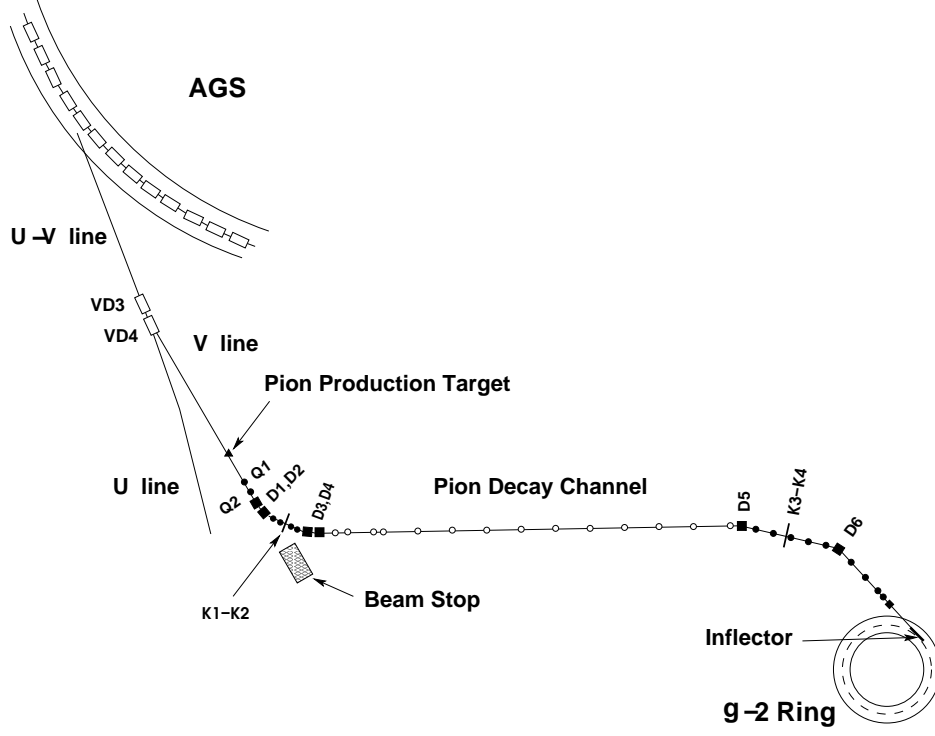 AGS
U–V line
VD3
VD4
V line
Pion Production Target
Q1
D1,D2
U line
Q2
D3,D4
Pion Decay Channel
D5
K3–K4
D6
K1–K2
Beam Stop
Inflector
g–2 Ring